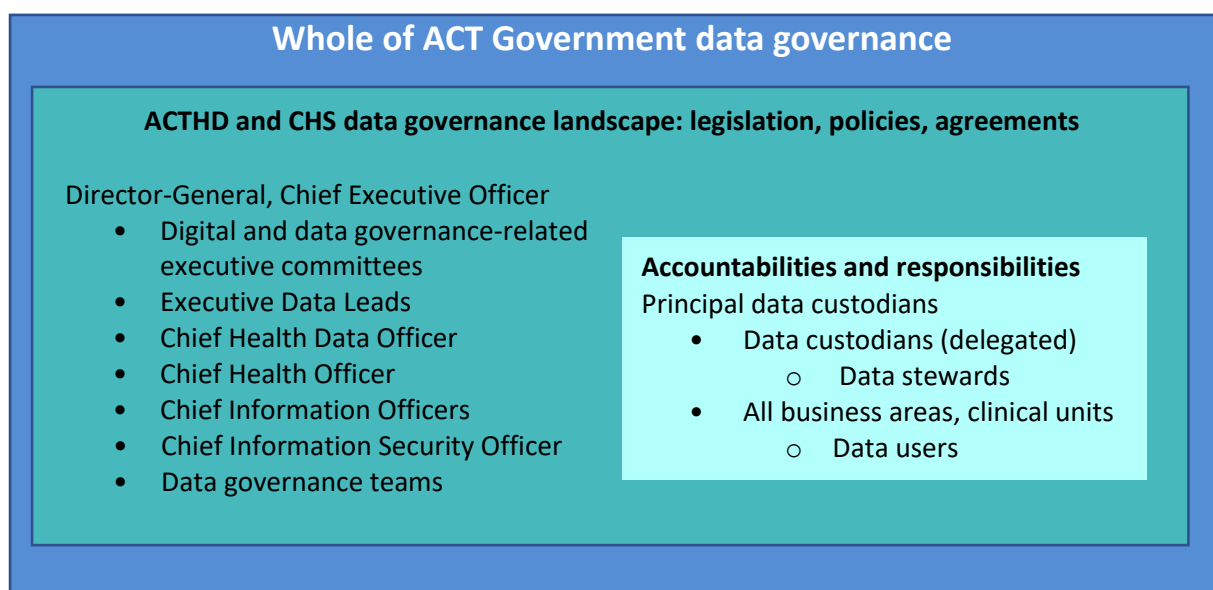 Whole of ACT Government data governance
ACTHD and CHS data governance landscape: legislation, policies, agreements
Director-General, Chief Executive Officer
• Digital and data governance-related
executive committees
• Executive Data Leads
• Chief Health Data Officer
• Chief Health Officer
• Chief Information Officers
• Chief Information Security Officer
• Data governance teams
Accountabilities and responsibilities
Principal data custodians
• Data custodians (delegated)
o Data stewards
• All business areas, clinical units
o Data users